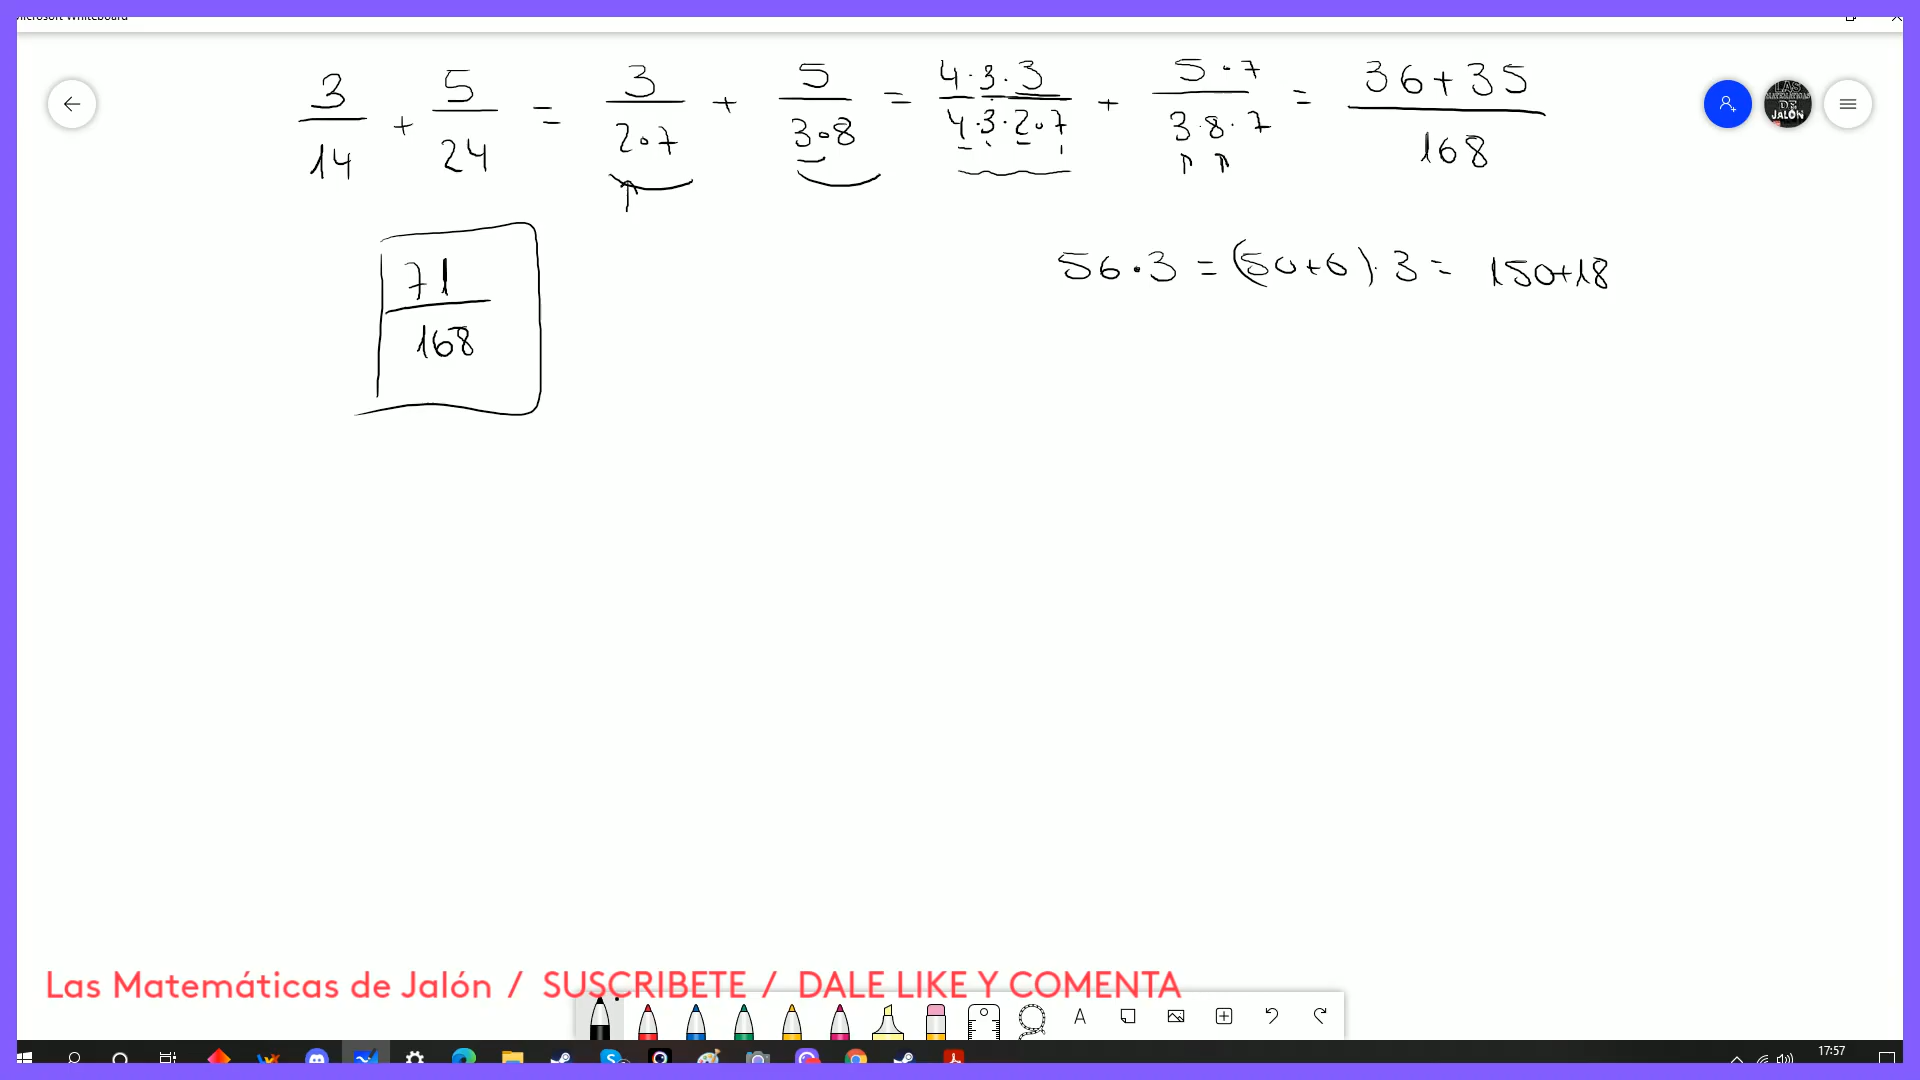 Microsoft Whiteboard
3/14 + 5/24 = 3/2·7 + 5/3·8 = 4·3·3/4·3·2·7 + 5·7/3·8·7 = 36+35/168
LAS MATEMÁTICAS DE JALÓN
71/168
56·3 = (50+6)·3 = 150+18
Las Matemáticas de Jalón / SUSCRIBETE / DALE LIKE Y COMENTA
A
17:57